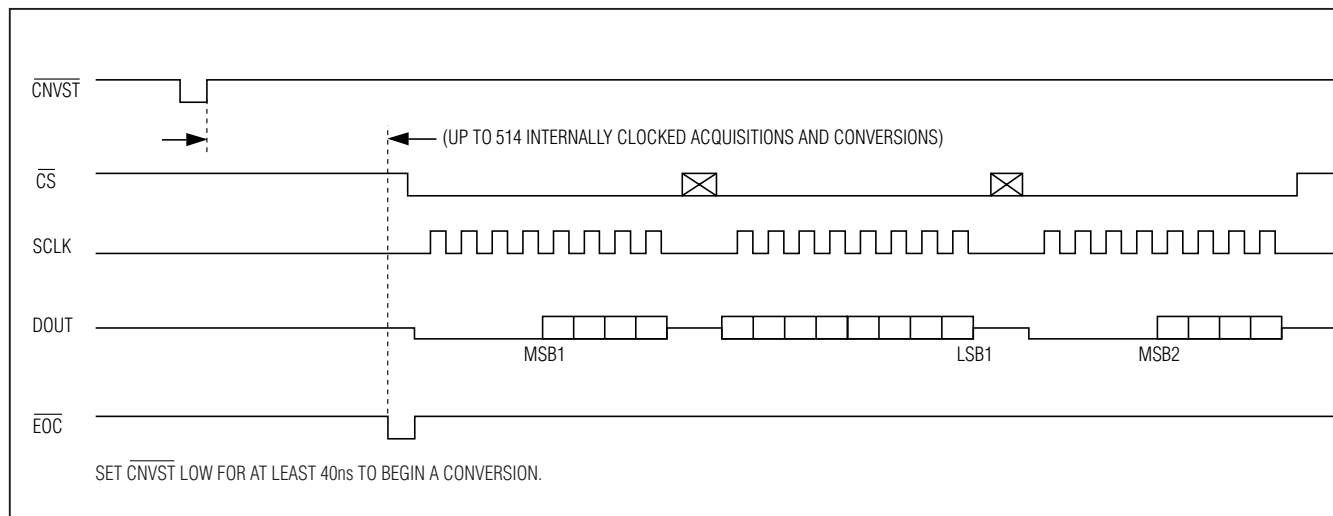 CNVST
(UP TO 514 INTERNALLY CLOCKED ACQUISITIONS AND CONVERSIONS)
CS
SCLK
DOUT
MSB1
LSB1
MSB2
EOC
SET CNVST LOW FOR AT LEAST 40ns TO BEGIN A CONVERSION.